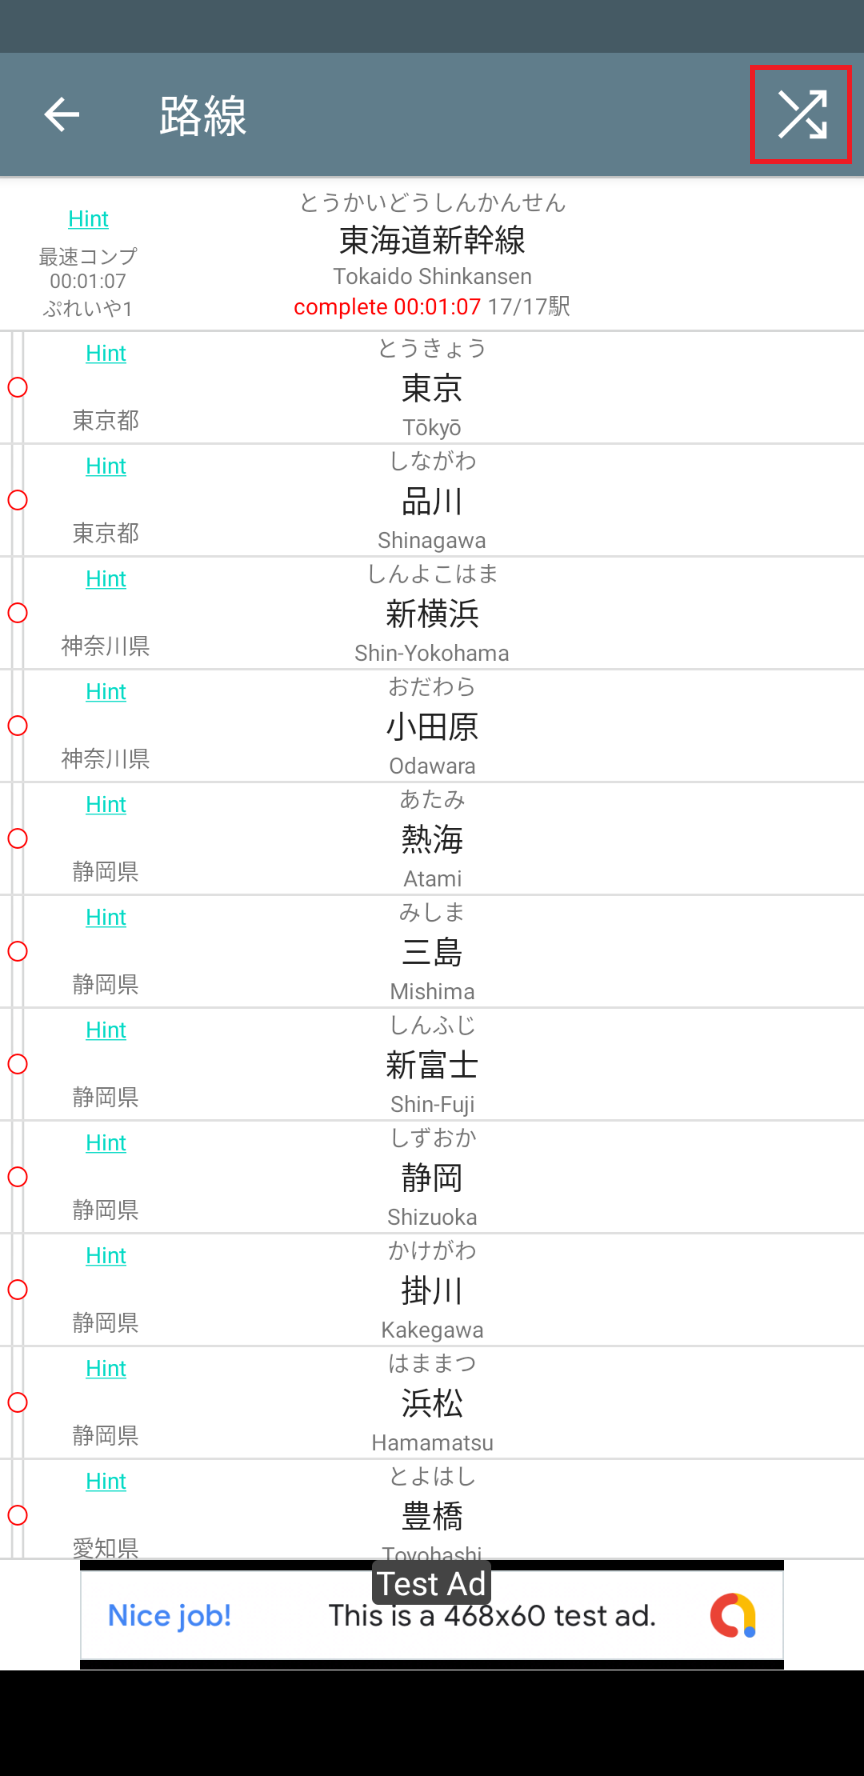 路線
とうかいどうしんかんせん
Hint
東海道新幹線
最速コンプ
00:01:07
Tokaido Shinkansen
ぷれいや1
complete 00:01:07 17/17駅
Hint
とうきょう
東京
東京都
Tōkyō
Hint
しながわ
品川
東京都
Shinagawa
Hint
しんよこはま
新横浜
神奈川県
Shin-Yokohama
Hint
おだわら
小田原
神奈川県
Odawara
Hint
あたみ
熱海
静岡県
Atami
Hint
みしま
三島
静岡県
Mishima
Hint
しんふじ
新富士
静岡県
Shin-Fuji
Hint
しずおか
静岡
静岡県
Shizuoka
Hint
かけがわ
掛川
静岡県
Kakegawa
Hint
はままつ
浜松
静岡県
Hamamatsu
Hint
とよはし
豊橋
愛知県
Toyohashi
Test Ad
Nice job! This is a 468x60 test ad.